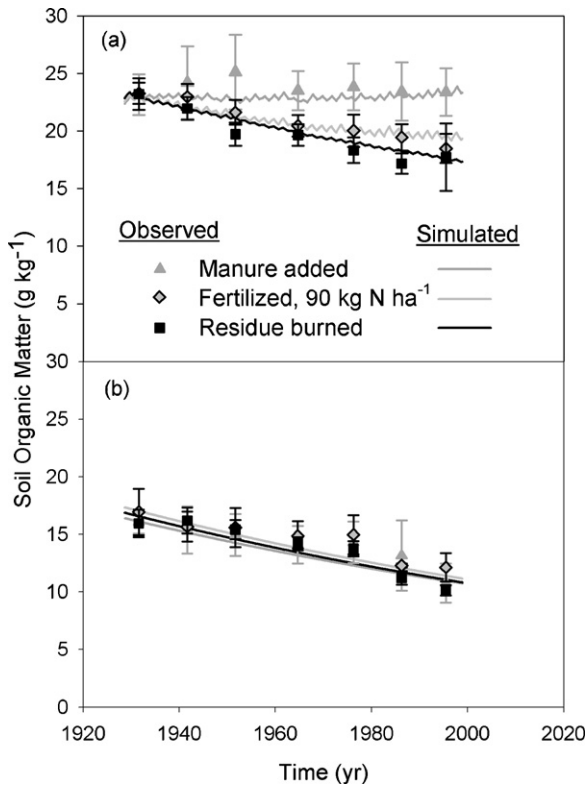 30
(a)
25
20
15
Observed Simulated
10
Manure added
Fertilized, 90 kg N ha⁻¹
5
Residue burned
30
(b)
25
20
15
10
5
0
1920 1940 1960 1980 2000 2020
Time (yr)
Soil Organic Matter (g kg⁻¹)